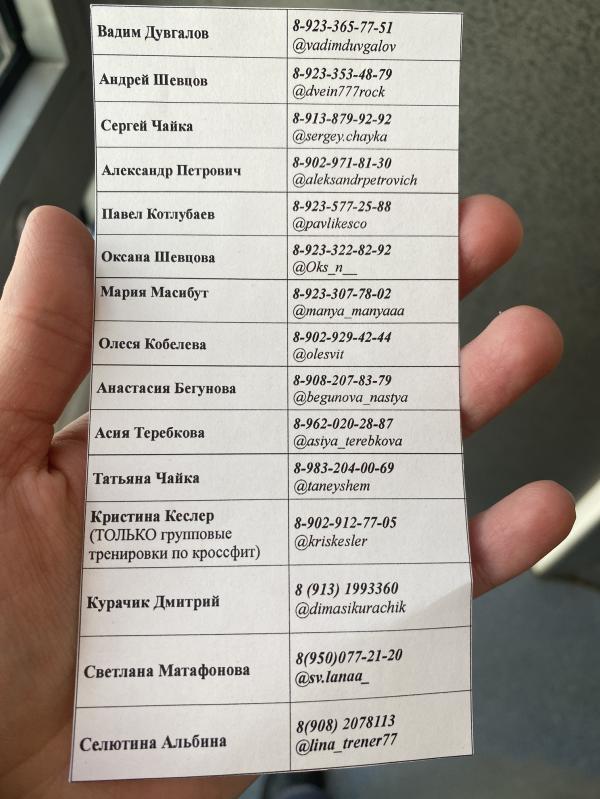 Вадим Дувгалов
8-923-365-77-51
@vadimduvgalov
Андрей Шевцов
8-923-353-48-79
@dvein777rock
Сергей Чайка
8-913-879-92-92
@sergey.chayka
Александр Петрович
8-902-971-81-30
@aleksandrpetrovich
Павел Котлубаев
8-923-577-25-88
@pavlikesco
Оксана Шевцова
8-923-322-82-92
@Oks_n__
Мария Масибут
8-923-307-78-02
@manya_manyaaa
Олеся Кобелева
8-902-929-42-44
@olesvit
Анастасия Бегунова
8-908-207-83-79
@begunova_nastya
Асия Теребкова
8-962-020-28-87
@asiya_terebkova
Татьяна Чайка
8-983-204-00-69
@taneyshem
Кристина Кеслер
(ТОЛЬКО групповые
тренировки по кроссфит)
8-902-912-77-05
@kriskesler
Курачик Дмитрий
8 (913) 1993360
@dimasikurachik
Светлана Матафонова
8(950)077-21-20
@sv.lanaa_
Селютина Альбина
8(908) 2078113
@lina_trener77